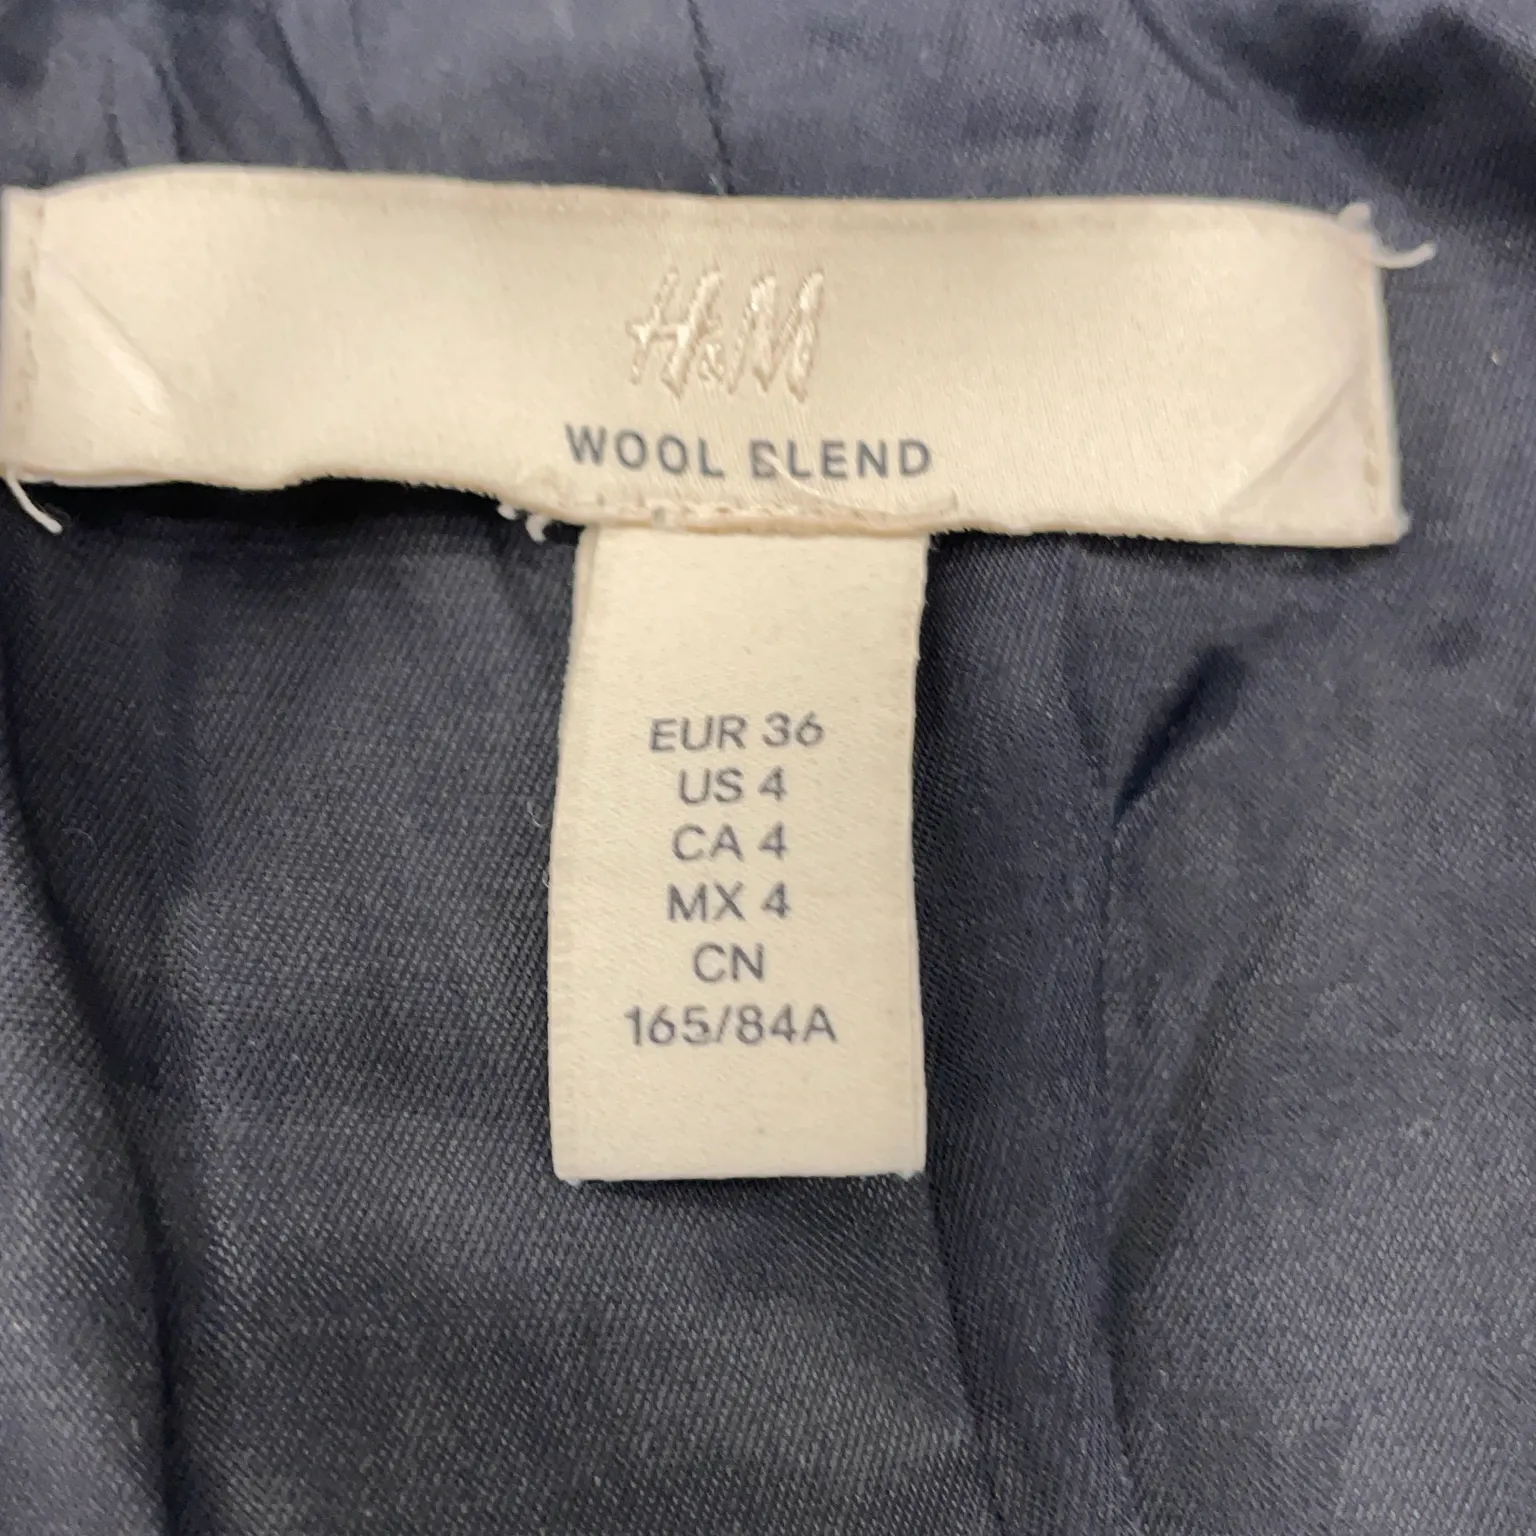 H&M
WOOL BLEND
EUR 36
US 4
CA 4
MX 4
CN
165/84A